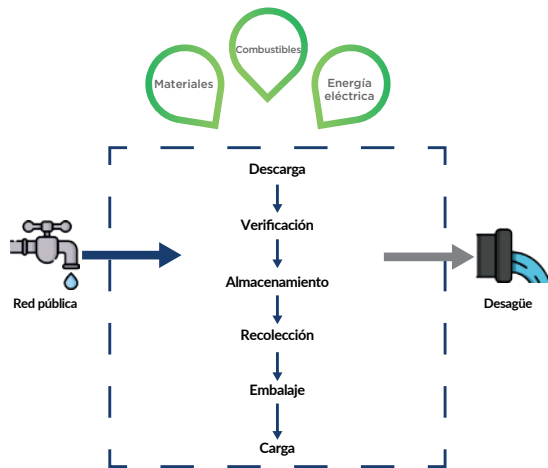 Combustibles
Materiales
Energía
eléctrica
Descarga
Verificación
Almacenamiento
Recolección
Embalaje
Carga
Red pública
Desagüe